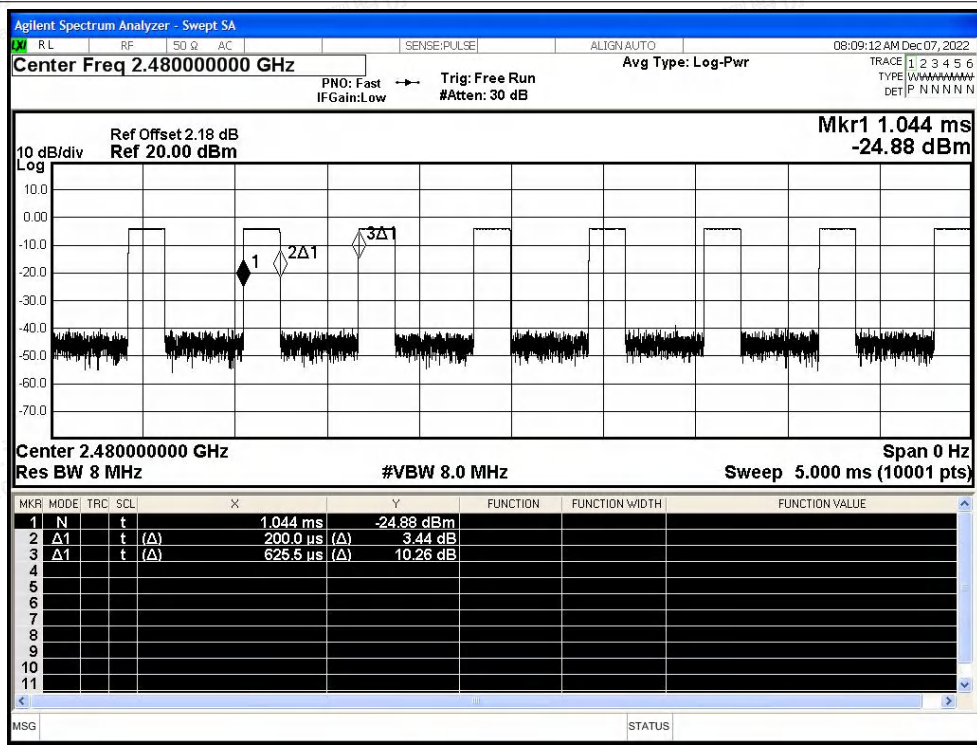 Agilent Spectrum Analyzer - Swept SA
LXI RL RF 50 Ω AC SENSE:PULSE ALIGN AUTO 08:09:12 AM Dec 07, 2022
Center Freq 2.480000000 GHz Avg Type: Log-Pwr TRACE 1 2 3 4 5 6
PNO: Fast Trig: Free Run TYPE WWWWWW
IFGain:Low #Atten: 30 dB DET P N N N N N
Mkr1 1.044 ms
Ref Offset 2.18 dB
10 dB/div Ref 20.00 dBm -24.88 dBm
Log
10.0
0.00
-10.0
-20.0
-30.0
-40.0
-50.0
-60.0
-70.0
1 2Δ1 3Δ1
Center 2.480000000 GHz Span 0 Hz
Res BW 8 MHz #VBW 8.0 MHz Sweep 5.000 ms (10001 pts)
MKR MODE TRC SCL X Y FUNCTION FUNCTION WIDTH FUNCTION VALUE
1 N t 1.044 ms -24.88 dBm
2 Δ1 t (Δ) 200.0 µs (Δ) 3.44 dB
3 Δ1 t (Δ) 625.5 µs (Δ) 10.26 dB
4
5
6
7
8
9
10
11
MSG STATUS